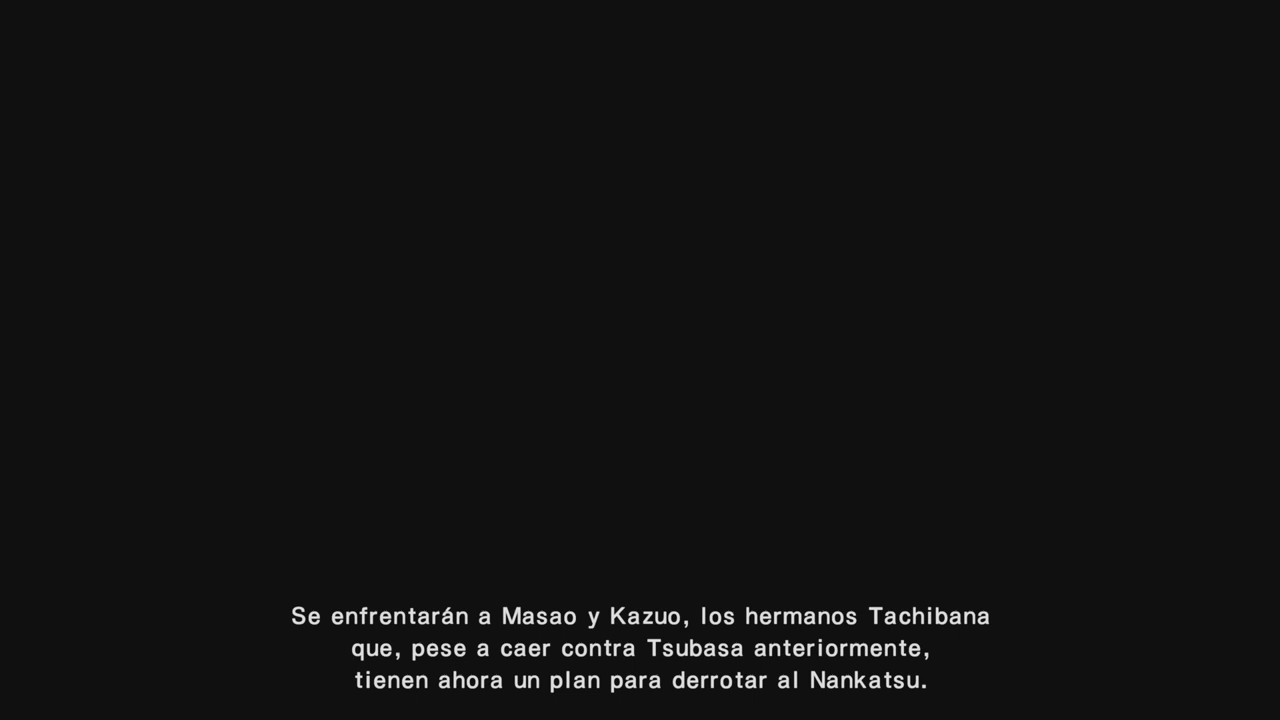 Se enfrentarán a Masao y Kazuo, los hermanos Tachibana
que, pese a caer contra Tsubasa anteriormente,
tienen ahora un plan para derrotar al Nankatsu.